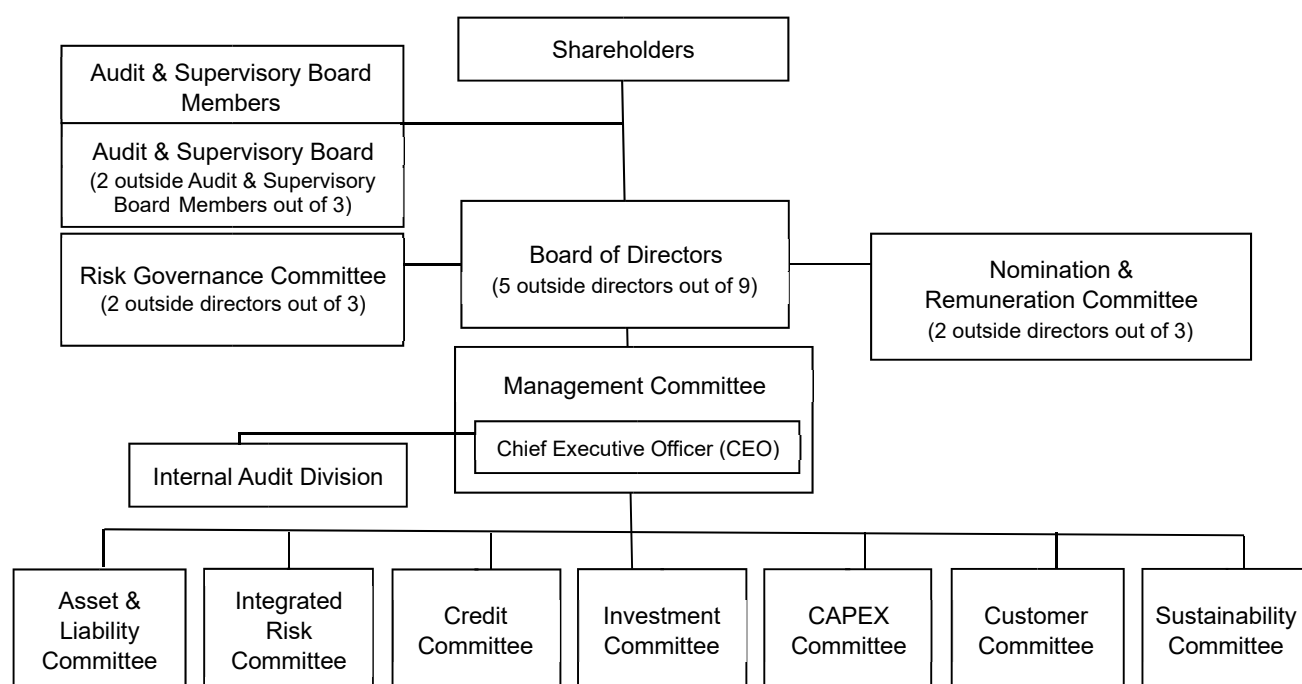 Shareholders
Audit & Supervisory Board
Members
Audit & Supervisory Board
(2 outside Audit & Supervisory
Board Members out of 3)
Risk Governance Committee
(2 outside directors out of 3)
Board of Directors
(5 outside directors out of 9)
Nomination &
Remuneration Committee
(2 outside directors out of 3)
Management Committee
Chief Executive Officer (CEO)
Internal Audit Division
Asset &
Liability
Committee
Integrated
Risk
Committee
Credit
Committee
Investment
Committee
CAPEX
Committee
Customer
Committee
Sustainability
Committee